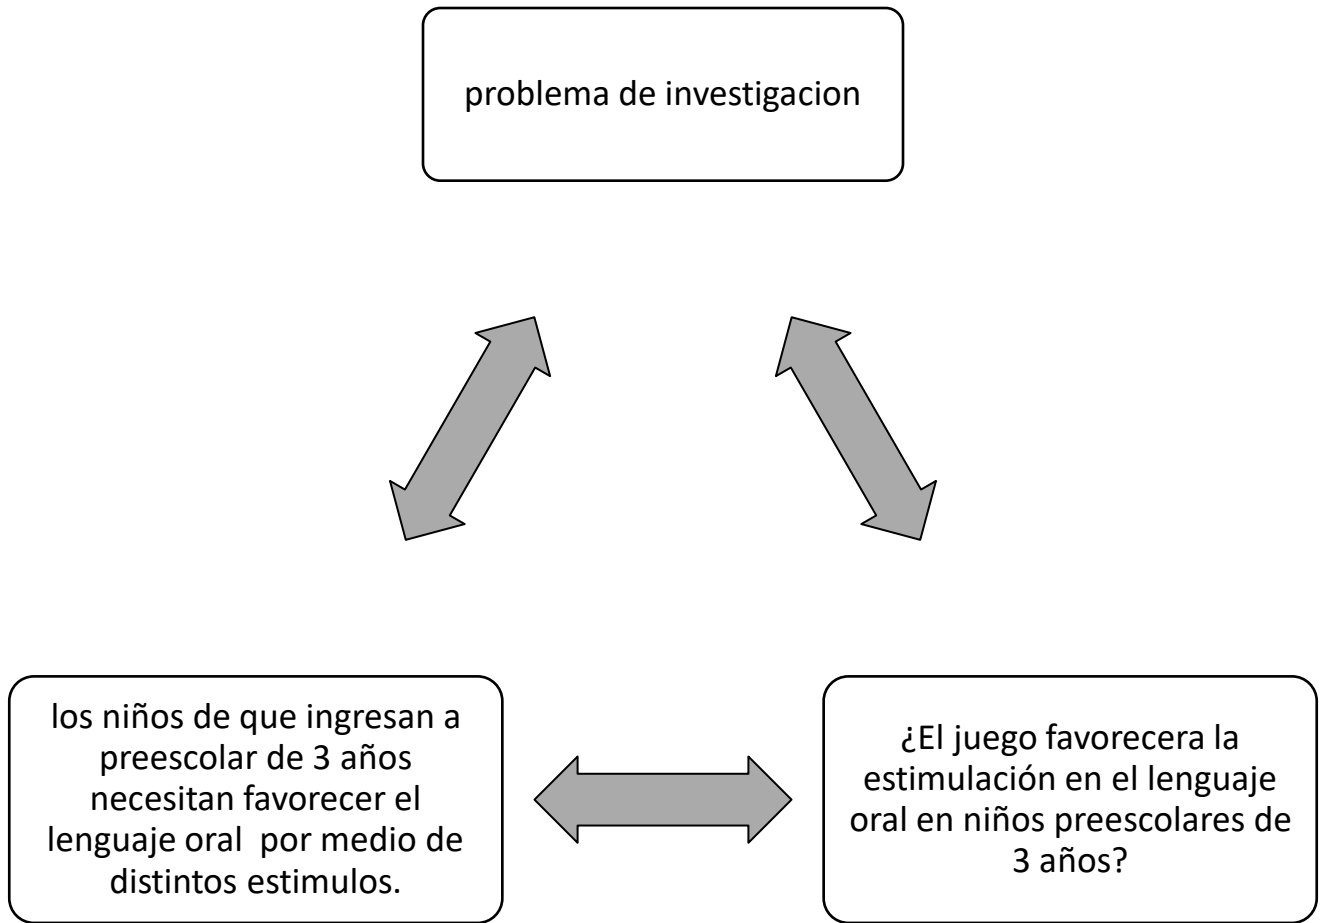 problema de investigacion
los niños de que ingresan a
preescolar de 3 años
necesitan favorecer el
lenguaje oral por medio de
distintos estimulos.
¿El juego favorecera la
estimulación en el lenguaje
oral en niños preescolares de
3 años?